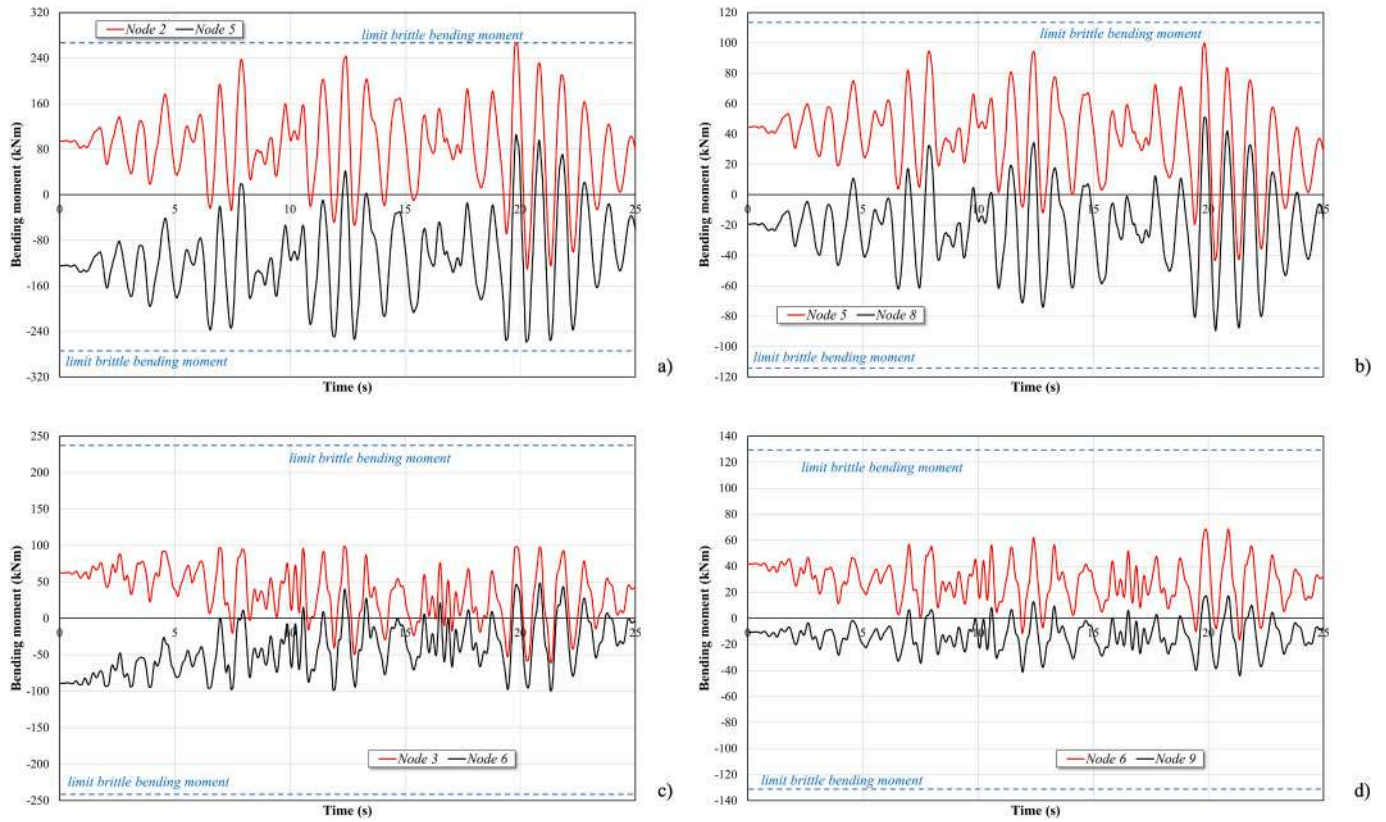 320
240
160
80
0
-80
-160
-240
-320
Bending moment (kNm)
Node 2 Node 5
limit brittle bending moment
0 5 10 15 20 25
limit brittle bending moment
Time (s)
a)
120
100
80
60
40
20
0
-20
-40
-60
-80
-100
-120
Bending moment (kNm)
limit brittle bending moment
0 5 10 15 20 25
Node 5 Node 8
limit brittle bending moment
Time (s)
b)
250
200
150
100
50
0
-50
-100
-150
-200
-250
Bending moment (kNm)
limit brittle bending moment
0 5 10 15 20 25
Node 3 Node 6
limit brittle bending moment
Time (s)
c)
140
120
100
80
60
40
20
0
-20
-40
-60
-80
-100
-120
-140
Bending moment (kNm)
limit brittle bending moment
0 5 10 15 20 25
Node 6 Node 9
limit brittle bending moment
Time (s)
d)